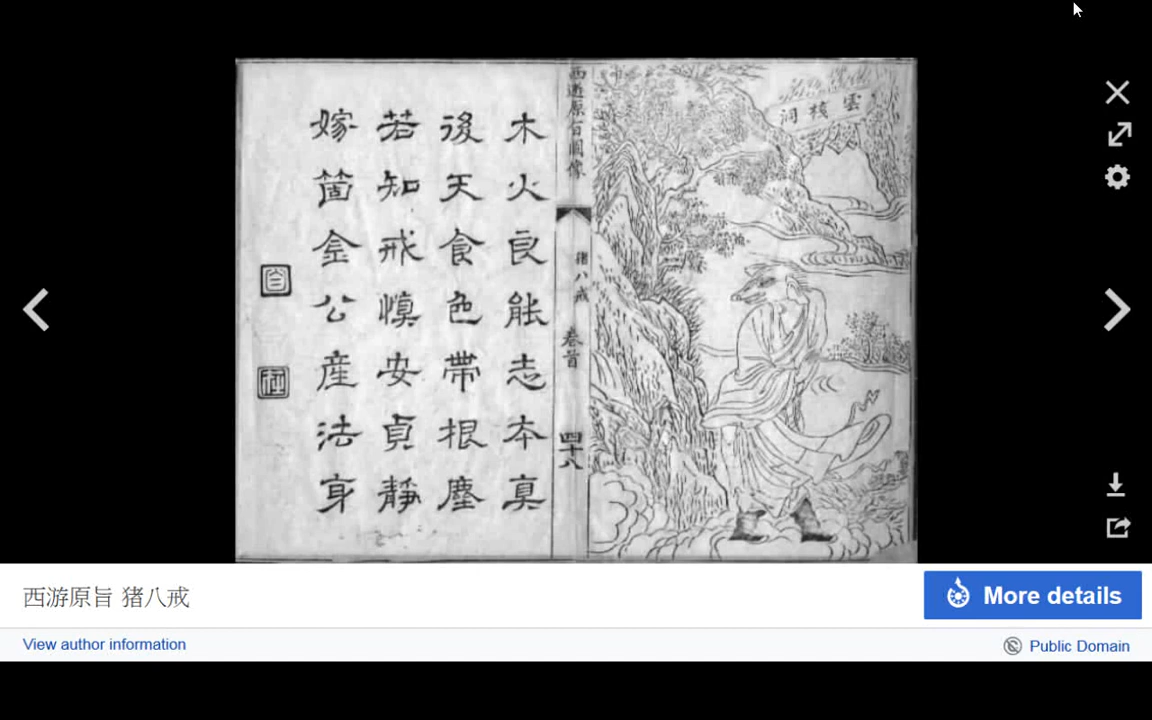 雲棧洞
西遊原旨圖像
猪八戒
卷首
四十八
木火良能志本真
後天食色帶根塵
若知戒慎安貞靜
嫁箇金公産法身
西游原旨 猪八戒
More details
View author information
Public Domain